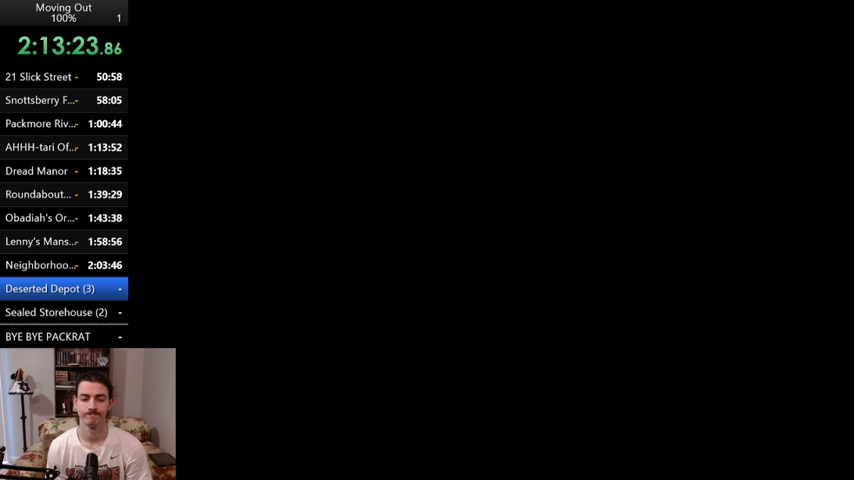 Moving Out
100% 1
2:13:23.86
21 Slick Street - 50:58
Snottsberry F...- 58:05
Packmore Riv...- 1:00:44
AHHH-tari Of...- 1:13:52
Dread Manor - 1:18:35
Roundabout... - 1:39:29
Obadiah's Or...- 1:43:38
Lenny's Mans...- 1:58:56
Neighborhoo...- 2:03:46
Deserted Depot (3) -
Sealed Storehouse (2) -
BYE BYE PACKRAT -